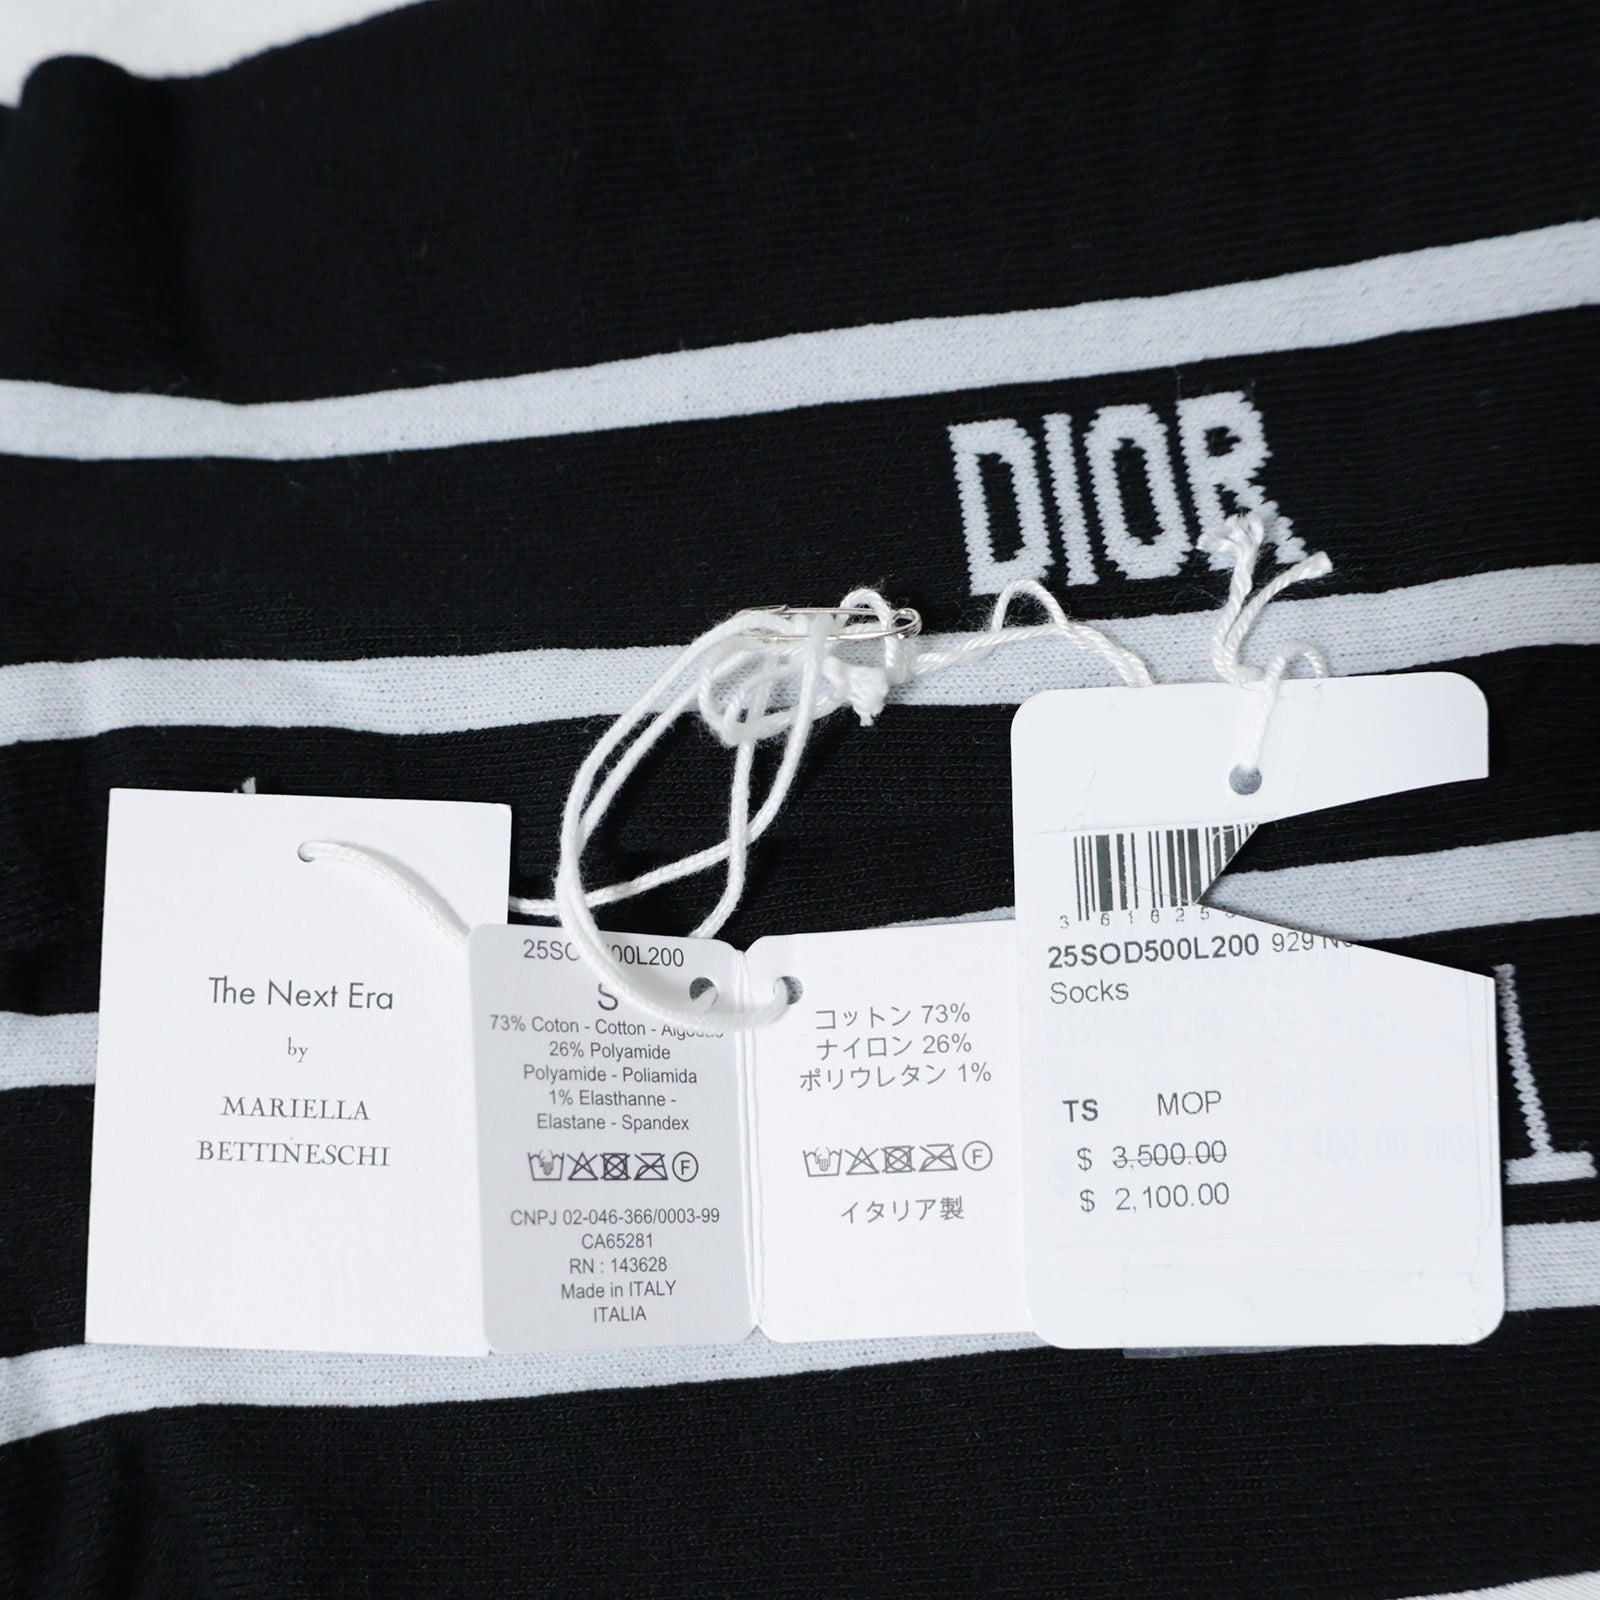 DIOR
The Next Era
by
MARIELLA
BETTINESCHI
S
73% Coton - Cotton -
26% Polyamide
Polyamide - Poliamida
1% Elasthanne -
Elastane - Spandex
CNPJ 02-046-366/0003-99
CA65281
RN : 143628
Made in ITALY
ITALIA
コットン 73%
ナイロン 26%
ポリウレタン 1%
F
F
イタリア製
3 61625
25SOD500L200 929
Socks
TS MOP
$ 3,500.00
$ 2,100.00